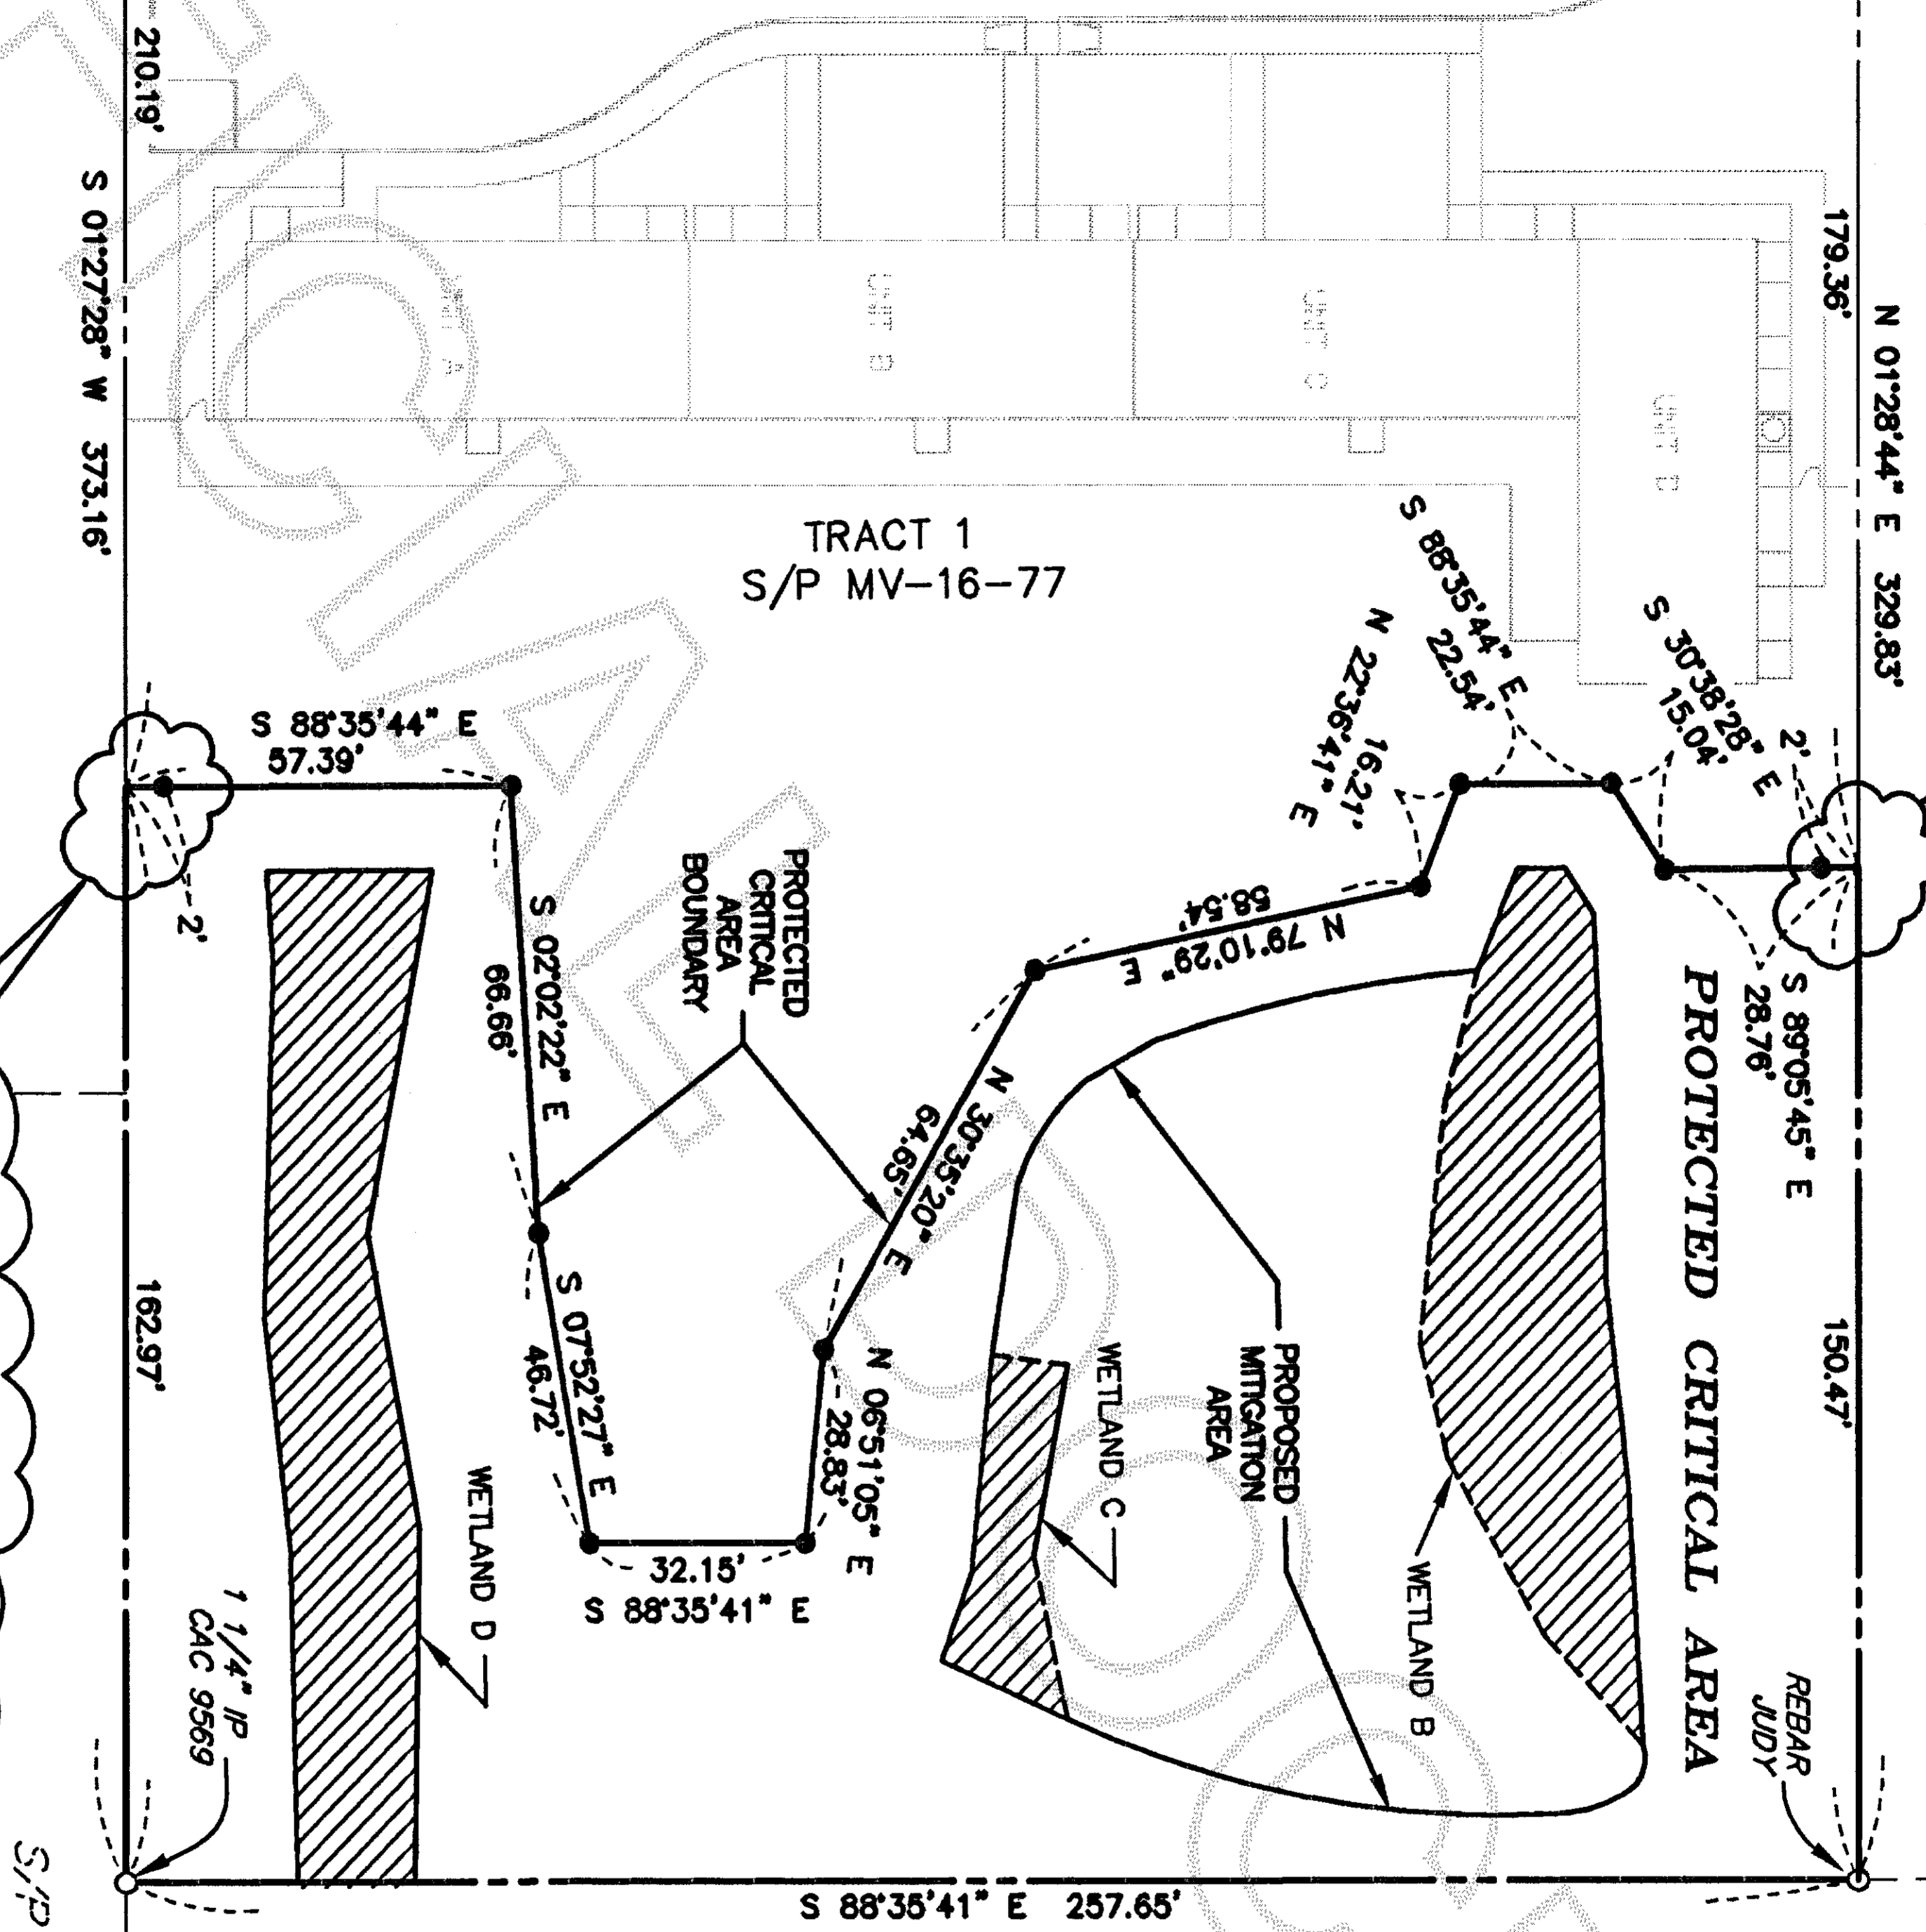 210.19'
S 01°27'28" W 373.16'
179.36'
N 01°28'44" E 329.83'
UNIT A
UNIT B
UNIT C
UNIT D
TRACT 1
S/P MV-16-77
S 88°35'44" E
22.54'
S 30°38'28" E
15.04'
2'
N 22°36'41" E
16.21'
S 88°35'44" E
57.39'
2'
S 02°02'22" E
66.66'
PROTECTED
CRITICAL
AREA
BOUNDARY
58.54'
N 79°10'29" E
S 89°05'45" E
28.76'
PROTECTED CRITICAL AREA
N 30°35'20" E
64.65'
150.47'
162.97'
S 07°52'27" E
46.72'
N 06°51'05" E
28.83'
WETLAND C
PROPOSED
MITIGATION
AREA
WETLAND B
WETLAND D
32.15'
S 88°35'41" E
1 1/4" IP
CAC 9569
REBAR
JUDY
S/P
S 88°35'41" E 257.65'